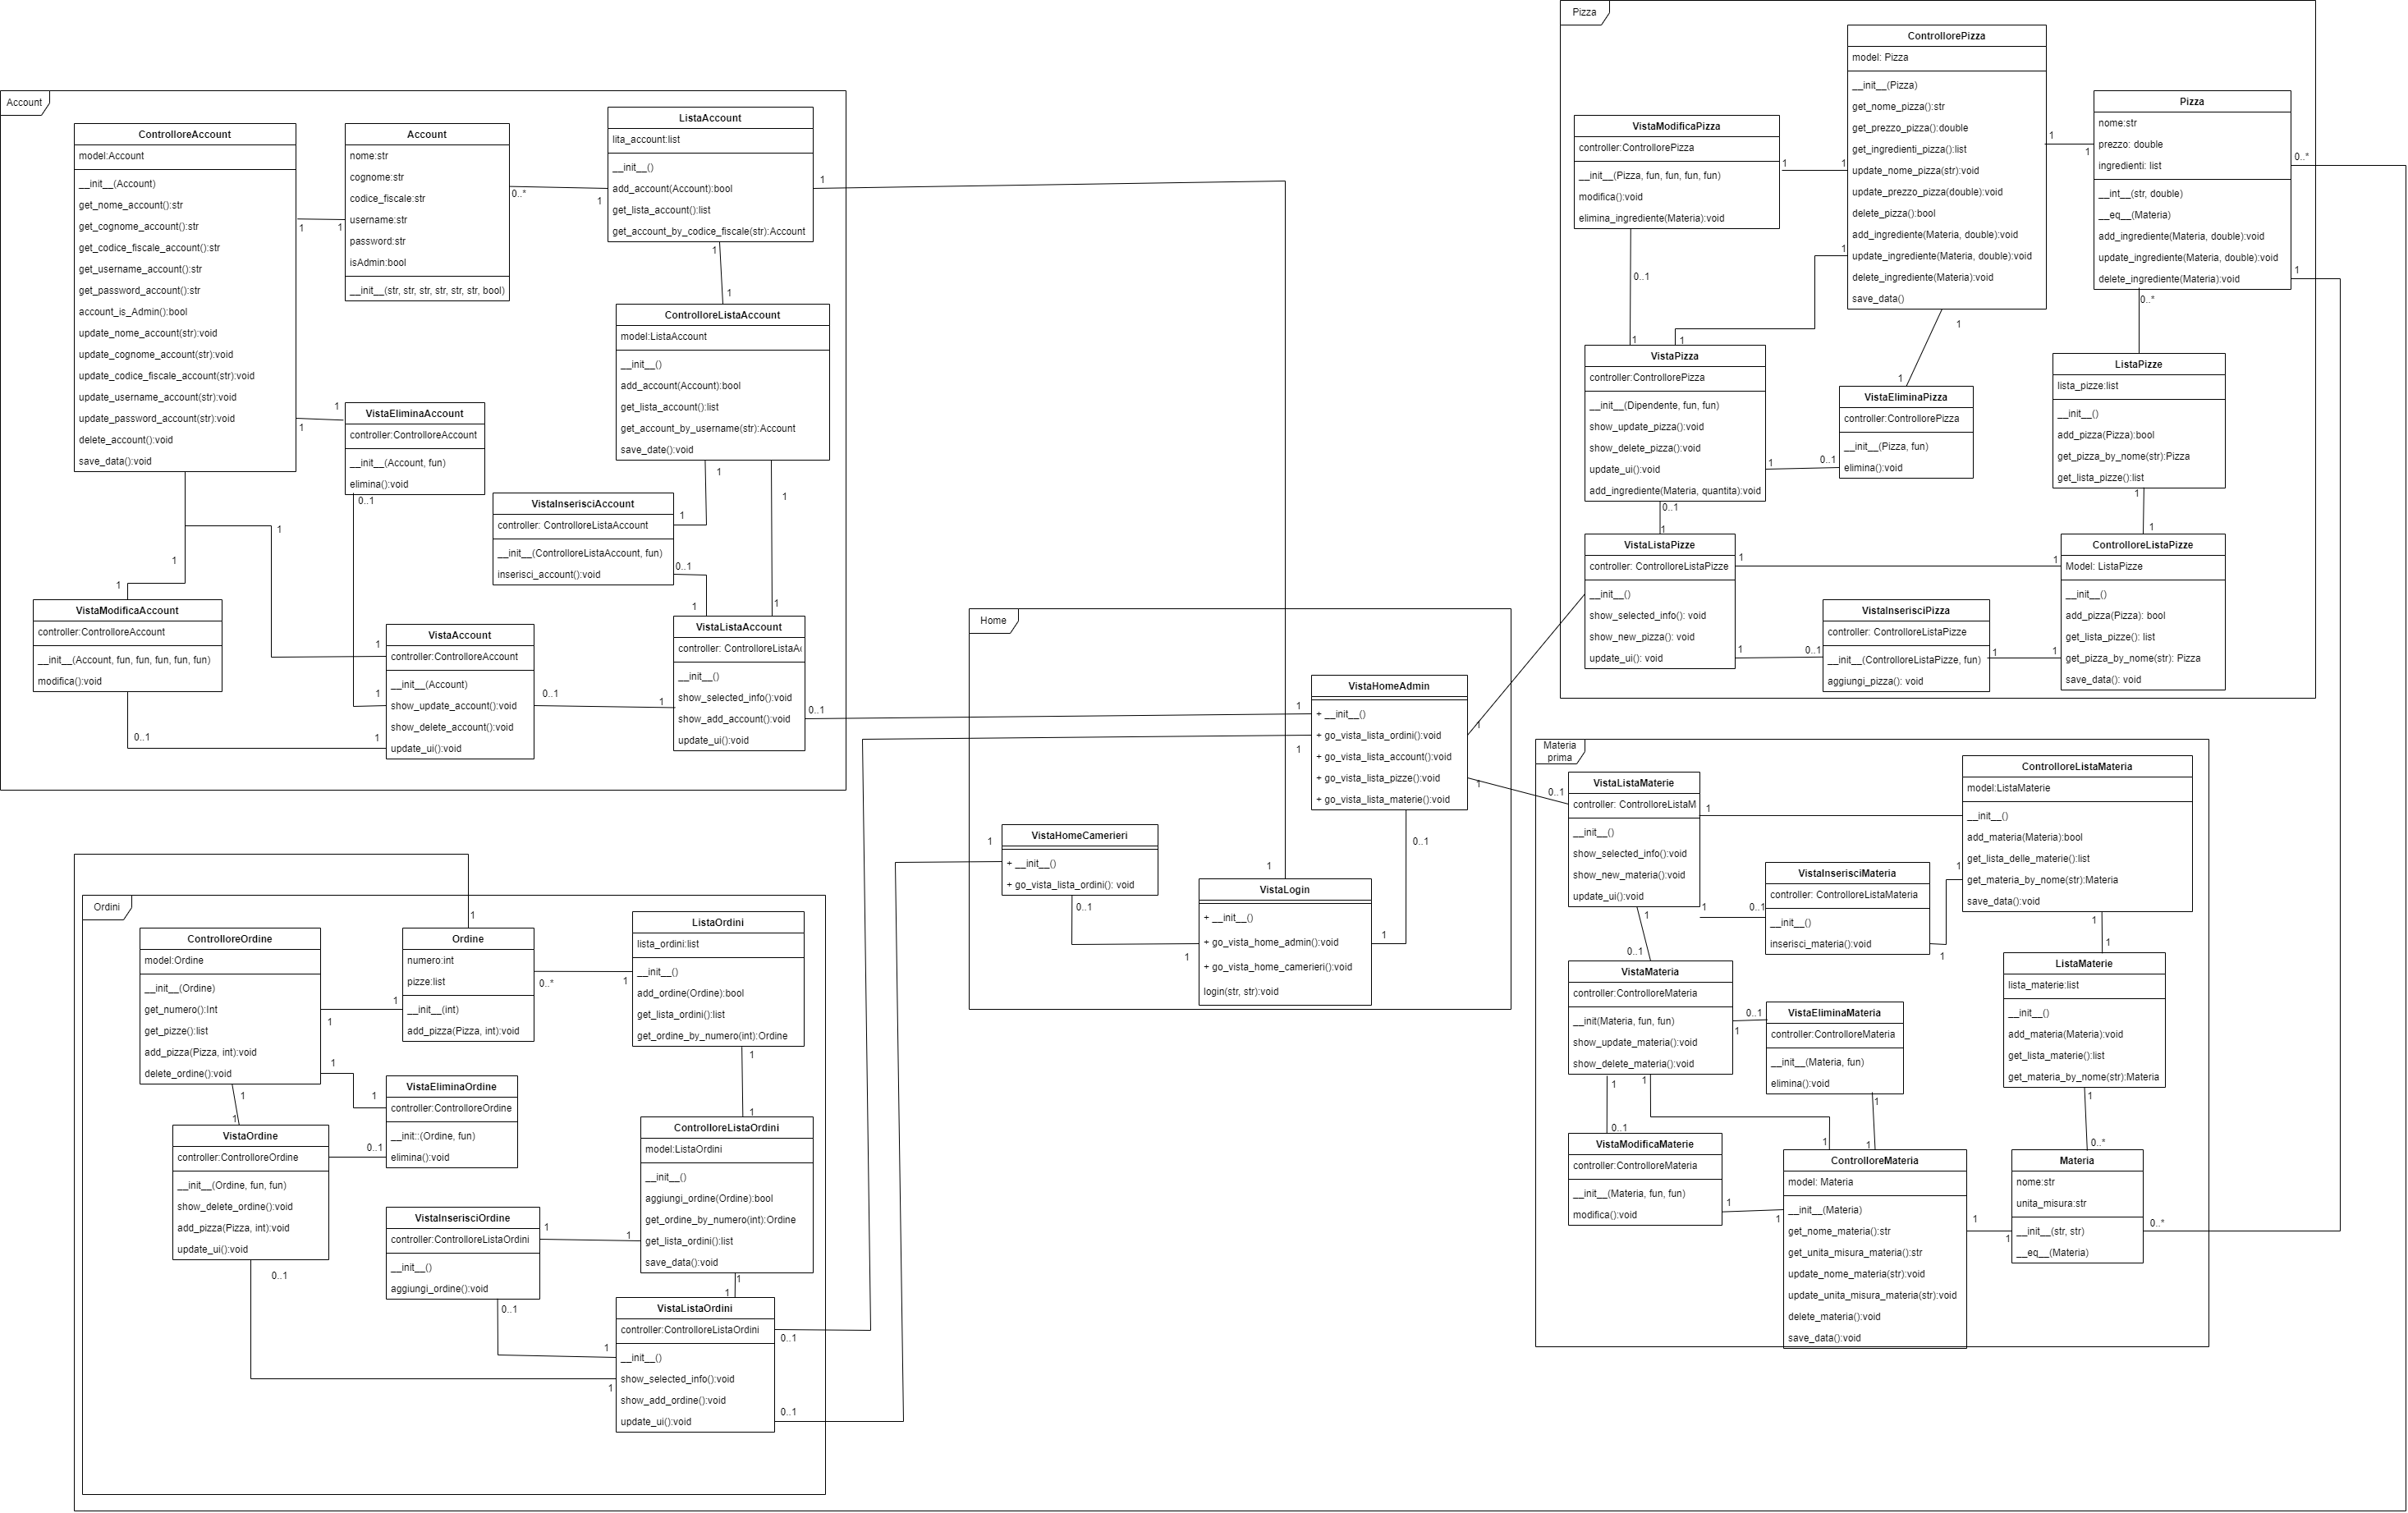 Account
ControlloreAccount
model:Account
__init__(Account)
get_nome_account():str
get_cognome_account():str
get_codice_fiscale_account():str
get_username_account():str
get_password_account():str
account_is_Admin():bool
update_nome_account(str):void
update_cognome_account(str):void
update_codice_fiscale_account(str):void
update_username_account(str):void
update_password_account(str):void
delete_account():void
save_data():void
1
1
1
1
1
1
Account
nome:str
cognome:str
codice_fiscale:str
username:str
password:str
isAdmin:bool
__init__(str, str, str, str, str, str, bool)
0..*
1
ListaAccount
lita_account:list
__init__()
add_account(Account):bool
get_lista_account():list
get_account_by_codice_fiscale(str):Account
1
1
1
ControlloreListaAccount
model:ListaAccount
__init__()
add_account(Account):bool
get_lista_account():list
get_account_by_username(str):Account
save_date():void
1
1
VistaEliminaAccount
controller:ControlloreAccount
__init__(Account, fun)
elimina():void
0..1
VistaInserisciAccount
controller: ControlloreListaAccount
__init__(ControlloreListaAccount, fun)
inserisci_account():void
1
0..1
1
1
1
VistaModificaAccount
controller:ControlloreAccount
__init__(Account, fun, fun, fun, fun, fun)
modifica():void
0..1
1
1
1
VistaAccount
controller:ControlloreAccount
__init__(Account)
show_update_account():void
show_delete_account():void
update_ui():void
0..1
1
VistaListaAccount
controller: ControlloreListaA
__init__()
show_selected_info():void
show_add_account():void
update_ui():void
0..1
Ordini
1
ControlloreOrdine
model:Ordine
__init__(Ordine)
get_numero():Int
get_pizze():list
add_pizza(Pizza, int):void
delete_ordine():void
1
1
1
1
1
1
Ordine
numero:int
pizze:list
__init__(int)
add_pizza(Pizza, int):void
0..*
1
ListaOrdini
lista_ordini:list
__init__()
add_ordine(Ordine):bool
get_lista_ordini():list
get_ordine_by_numero(int):Ordine
1
1
VistaEliminaOrdine
controller:ControlloreOrdine
__init::(Ordine, fun)
elimina():void
0..1
VistaOrdine
controller:ControlloreOrdine
__init__(Ordine, fun, fun)
show_delete_ordine():void
add_pizza(Pizza, int):void
update_ui():void
0..1
ControlloreListaOrdini
model:ListaOrdini
__init__()
aggiungi_ordine(Ordine):bool
get_ordine_by_numero(int):Ordine
get_lista_ordini():list
save_data():void
1
1
VistaInserisciOrdine
controller:ControlloreListaOrdini
__init__()
aggiungi_ordine():void
1
1
0..1
1
1
VistaListaOrdini
controller:ControlloreListaOrdini
__init__()
show_selected_info():void
show_add_ordine():void
update_ui():void
0..1
0..1
Home
VistaHomeAdmin
+ __init__()
+ go_vista_lista_ordini():void
+ go_vista_lista_account():void
+ go_vista_lista_pizze():void
+ go_vista_lista_materie():void
1
1
1
1
0..1
VistaHomeCamerieri
+ __init__()
+ go_vista_lista_ordini(): void
1
0..1
VistaLogin
+ __init__()
+ go_vista_home_admin():void
+ go_vista_home_camerieri():void
login(str, str):void
1
1
1
Pizza
ControllorePizza
model: Pizza
__init__(Pizza)
get_nome_pizza():str
get_prezzo_pizza():double
get_ingredienti_pizza():list
update_nome_pizza(str):void
update_prezzo_pizza(double):void
delete_pizza():bool
add_ingrediente(Materia, double):void
update_ingrediente(Materia, double):void
delete_ingrediente(Materia):void
save_data()
1
1
1
1
1
Pizza
nome:str
prezzo: double
ingredienti: list
__int__(str, double)
__eq__(Materia)
add_ingrediente(Materia, double):void
update_ingrediente(Materia, double):void
delete_ingrediente(Materia):void
0..*
1
0..*
VistaModificaPizza
controller:ControllorePizza
__init__(Pizza, fun, fun, fun, fun)
modifica():void
elimina_ingrediente(Materia):void
1
0..1
1
1
VistaPizza
controller:ControllorePizza
__init__(Dipendente, fun, fun)
show_update_pizza():void
show_delete_pizza():void
update_ui():void
add_ingrediente(Materia, quantita):void
1
0..1
0..1
1
1
VistaEliminaPizza
controller:ControllorePizza
__init__(Pizza, fun)
elimina():void
ListaPizze
lista_pizze:list
__init__()
add_pizza(Pizza):bool
get_pizza_by_nome(str):Pizza
get_lista_pizze():list
1
1
VistaListaPizze
controller: ControlloreListaPizze
__init__()
show_selected_info(): void
show_new_pizza(): void
update_ui(): void
1
1
1
0..1
1
1
VistaInserisciPizza
controller: ControlloreListaPizze
__init__(ControlloreListaPizze, fun)
aggiungi_pizza(): void
ControlloreListaPizze
Model: ListaPizze
__init__()
add_pizza(Pizza): bool
get_lista_pizze(): list
get_pizza_by_nome(str): Pizza
save_data(): void
Materia
prima
VistaListaMaterie
controller: ControlloreListaM
__init__()
show_selected_info():void
show_new_materia():void
update_ui():void
0..1
1
1
1
0..1
ControlloreListaMateria
model:ListaMaterie
__init__()
add_materia(Materia):bool
get_lista_delle_materie():list
get_materia_by_nome(str):Materia
save_data():void
1
1
1
VistaInserisciMateria
controller: ControlloreListaMateria
__init__()
inserisci_materia():void
0..1
1
ListaMaterie
lista_materie:list
__init__()
add_materia(Materia):void
get_lista_materie():list
get_materia_by_nome(str):Materia
1
0..*
VistaMateria
controller:ControlloreMateria
__init(Materia, fun, fun)
show_update_materia():void
show_delete_materia():void
0..1
1
1
1
VistaEliminaMateria
controller:ControlloreMateria
__init__(Materia, fun)
elimina():void
1
1
1
0..1
VistaModificaMaterie
controller:ControlloreMateria
__init__(Materia, fun, fun)
modifica():void
1
1
ControlloreMateria
model: Materia
__init__(Materia)
get_nome_materia():str
get_unita_misura_materia():str
update_nome_materia(str):void
update_unita_misura_materia(str):void
delete_materia():void
save_data():void
1
1
Materia
nome:str
unita_misura:str
__init__(str, str)
__eq__(Materia)
0..*